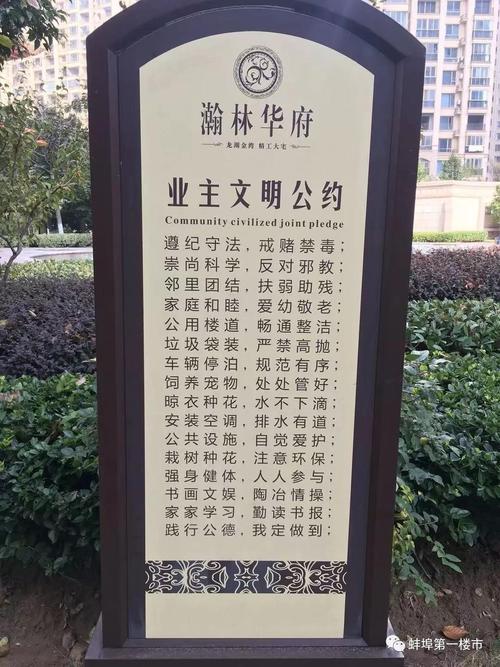 瀚林华府
龙湖金湾 精工大宅
业主文明公约
Community civilized joint pledge
遵纪守法，戒赌禁毒；
崇尚科学，反对邪教；
邻里团结，扶弱助残；
家庭和睦，爱幼敬老；
公用楼道，畅通整洁；
垃圾袋装，严禁高抛；
车辆停泊，规范有序；
饲养宠物，处处管好；
晾衣种花，水不下滴；
安装空调，排水有道；
公共设施，自觉爱护；
栽树种花，注意环保；
强身健体，人人参与；
书画文娱，陶冶情操；
家家学习，勤读书报；
践行公德，我定做到；
蚌埠第一楼市